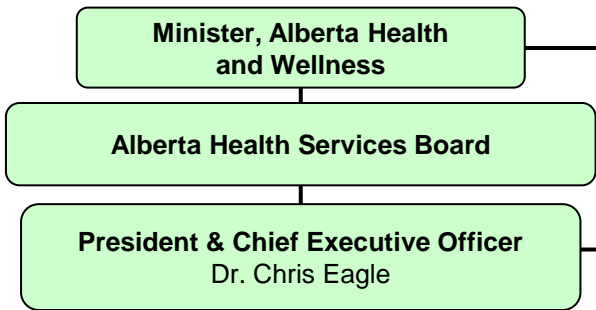 Minister, Alberta Health
and Wellness
Alberta Health Services Board
President & Chief Executive Officer
Dr. Chris Eagle